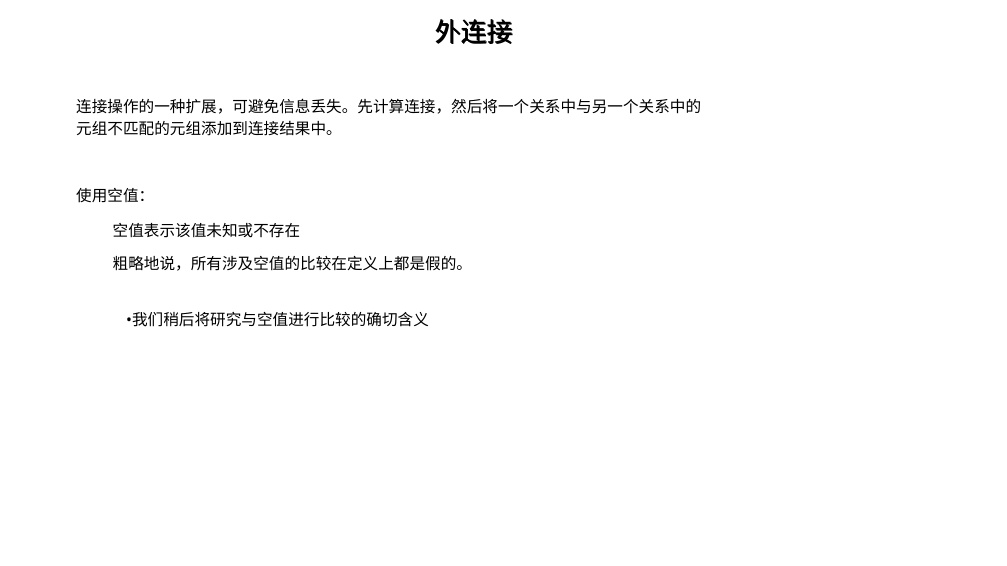 外连接
连接操作的一种扩展，可避免信息丢失。先计算连接，然后将一个关系中与另一个关系中的
元组不匹配的元组添加到连接结果中。
使用空值：
空值表示该值未知或不存在
粗略地说，所有涉及空值的比较在定义上都是假的。
•我们稍后将研究与空值进行比较的确切含义